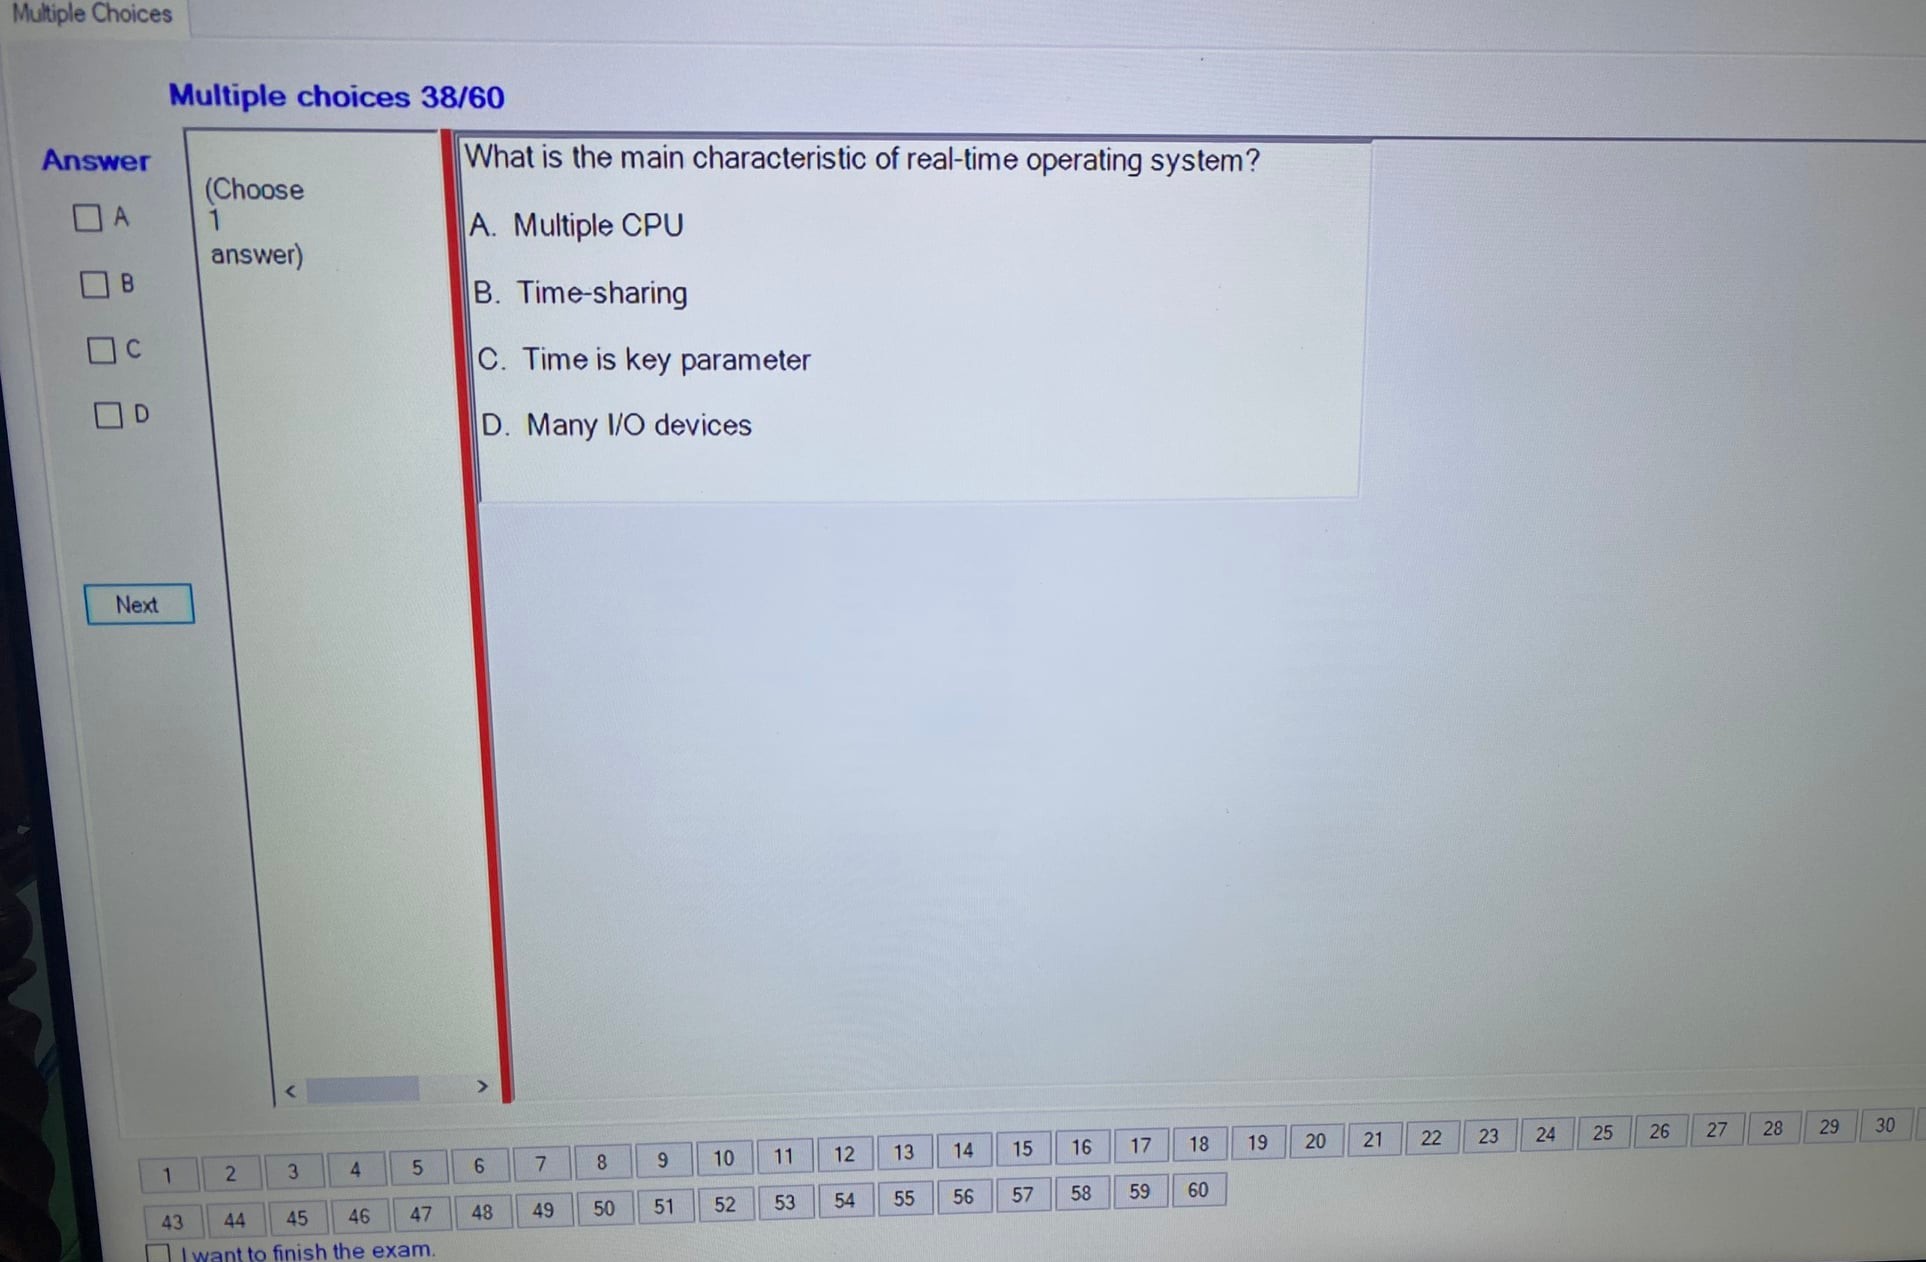 Multiple Choices
Multiple choices 38/60
Answer
A
B
C
D
(Choose
1
answer)
What is the main characteristic of real-time operating system?
A. Multiple CPU
B. Time-sharing
C. Time is key parameter
D. Many I/O devices
Next
< >
1 2 3 4 5 6 7 8 9 10 11 12 13 14 15 16 17 18 19 20 21 22 23 24 25 26 27 28 29 30
43 44 45 46 47 48 49 50 51 52 53 54 55 56 57 58 59 60
I want to finish the exam.